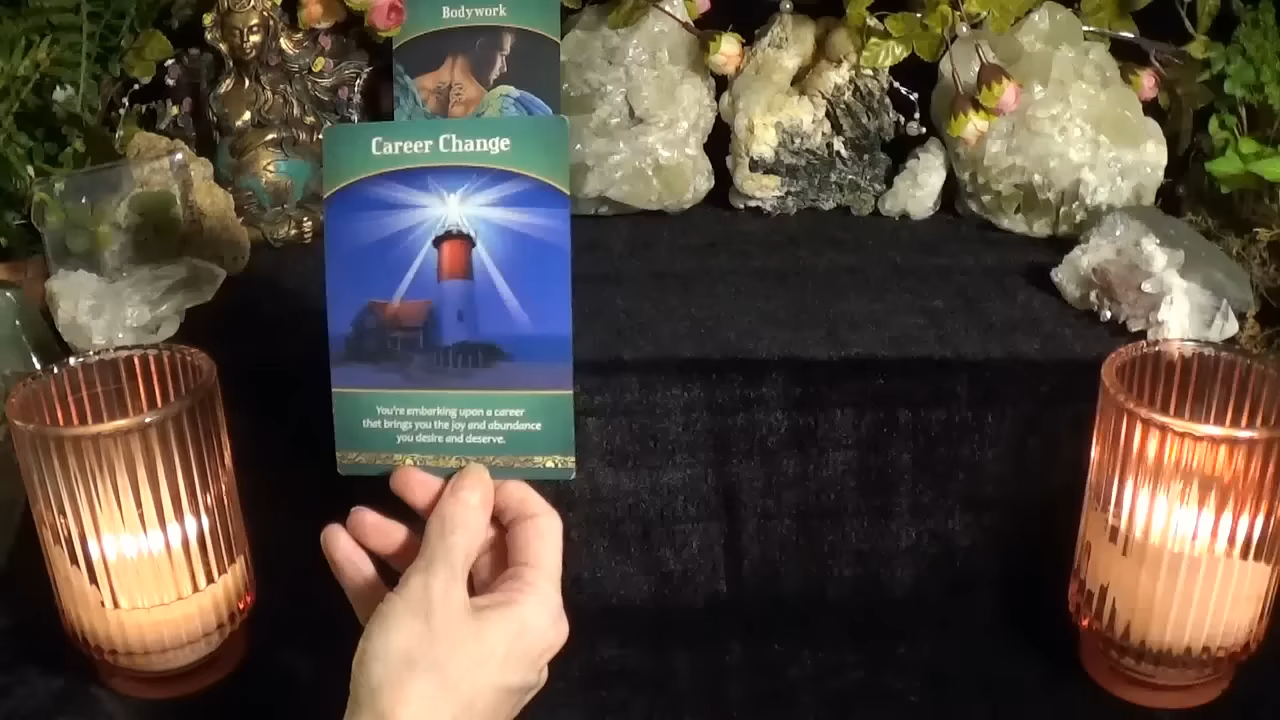 Bodywork
Career Change
You're embarking upon a career
that brings you the joy and abundance
you desire and deserve.